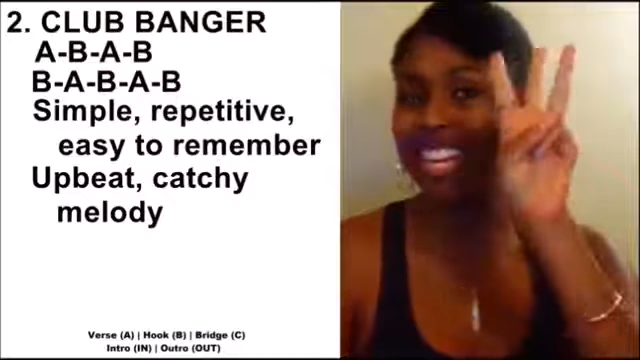 2. CLUB BANGER
A-B-A-B
B-A-B-A-B
Simple, repetitive,
easy to remember
Upbeat, catchy
melody
Verse (A) | Hook (B) | Bridge (C)
Intro (IN) | Outro (OUT)